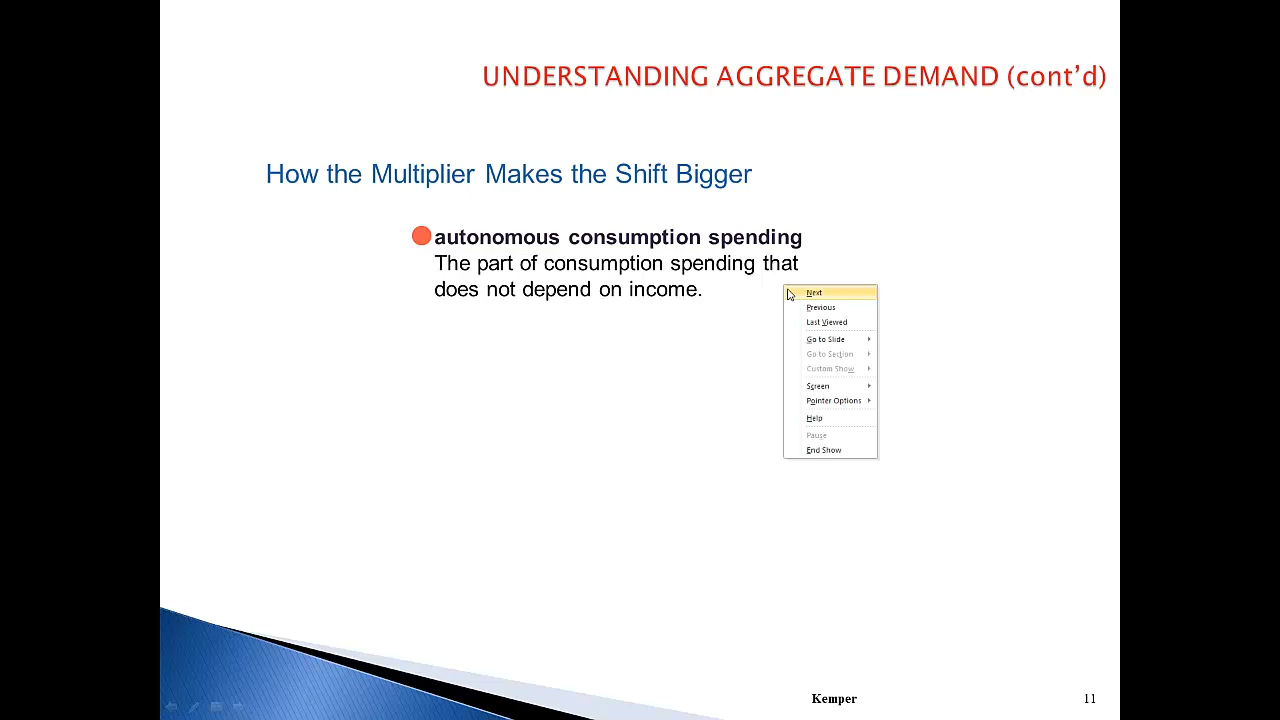 UNDERSTANDING AGGREGATE DEMAND (cont’d)
How the Multiplier Makes the Shift Bigger
autonomous consumption spending
The part of consumption spending that
does not depend on income.
Next
Previous
Last Viewed
Go to Slide
Go to Section
Custom Show
Screen
Pointer Options
Help
Pause
End Show
Kemper
11